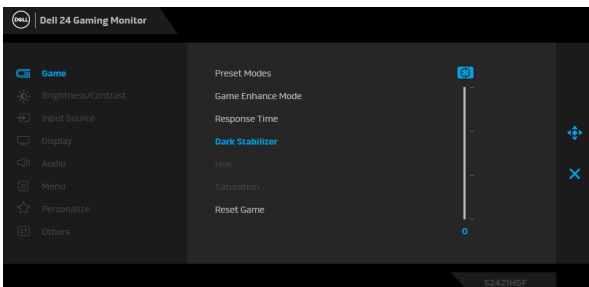 DELL
Dell 24 Gaming Monitor
Game
Brightness/Contrast
Input Source
Display
Audio
Menu
Personalize
Others
Preset Modes
Game Enhance Mode
Response Time
Dark Stabilizer
Hue
Saturation
Reset Game
0
S2421HGF